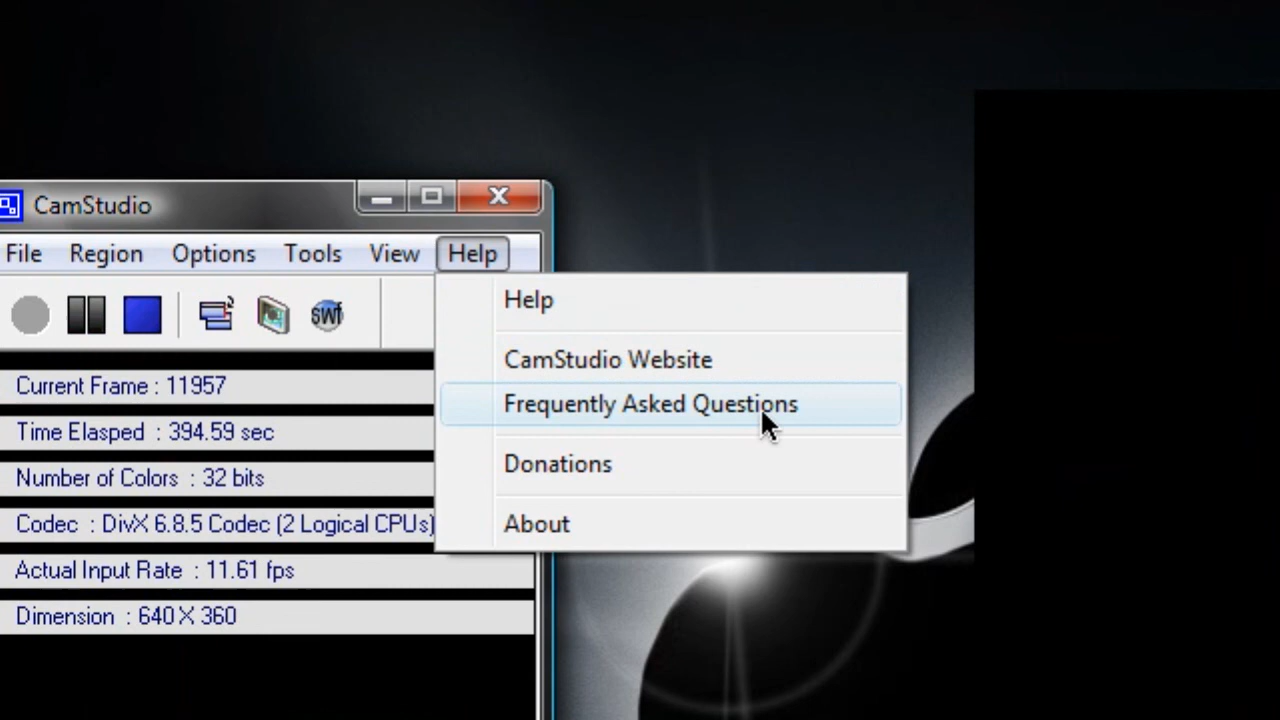 CamStudio
File Region Options Tools View Help
swf
Help
CamStudio Website
Frequently Asked Questions
Donations
About
Current Frame : 11957
Time Elasped : 394.59 sec
Number of Colors : 32 bits
Codec : DivX 6.8.5 Codec (2 Logical CPUs)
Actual Input Rate : 11.61 fps
Dimension : 640 X 360